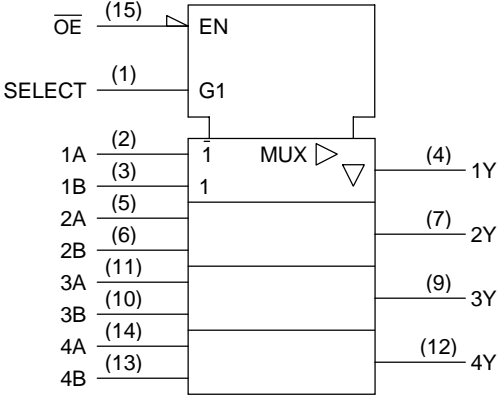 (15)
O̅E̅ EN
(1)
SELECT G1
(2)
1A 1̅ MUX (4)
1Y
(3)
1B 1
(5)
2A (7)
2Y
(6)
2B
(11)
3A (9)
3Y
(10)
3B
(14)
4A (12)
4Y
(13)
4B